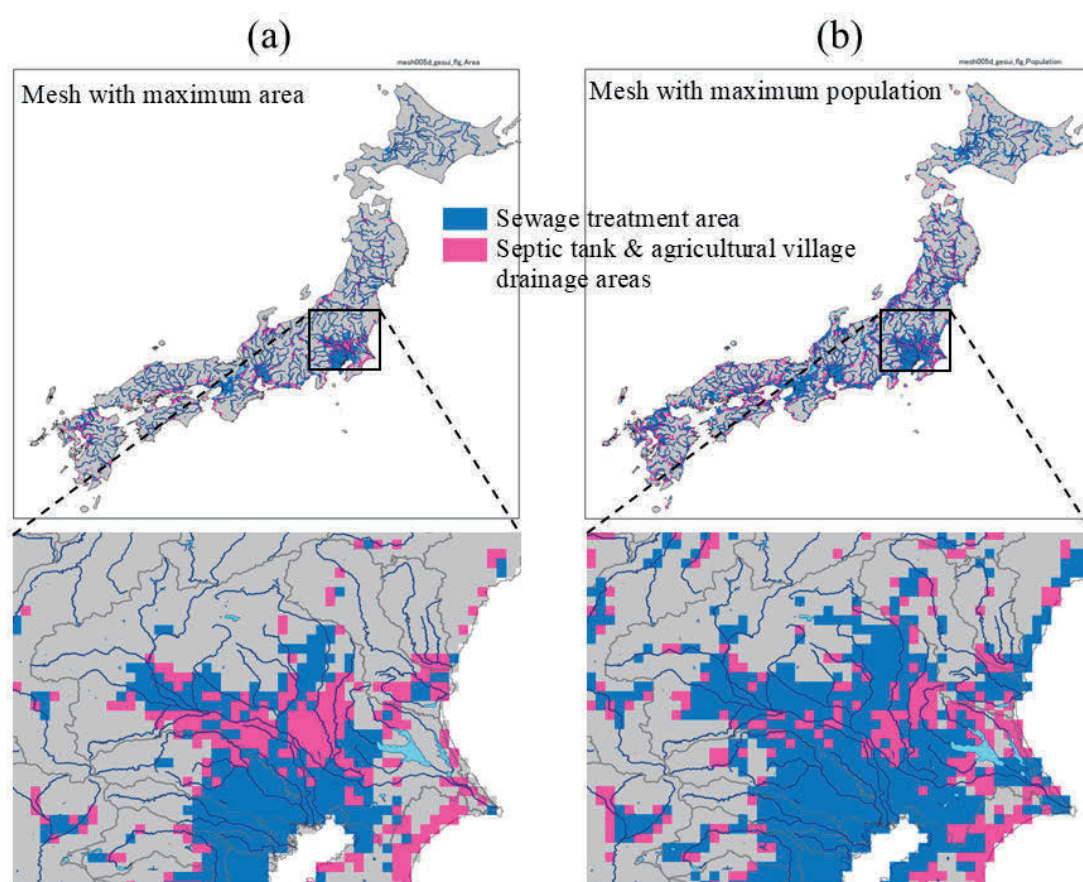 (a)
(b)
mesh005d_gesui_flg_Area
mesh005d_gesui_flg_Population
Mesh with maximum area
Mesh with maximum population
Sewage treatment area
Septic tank & agricultural village
drainage areas